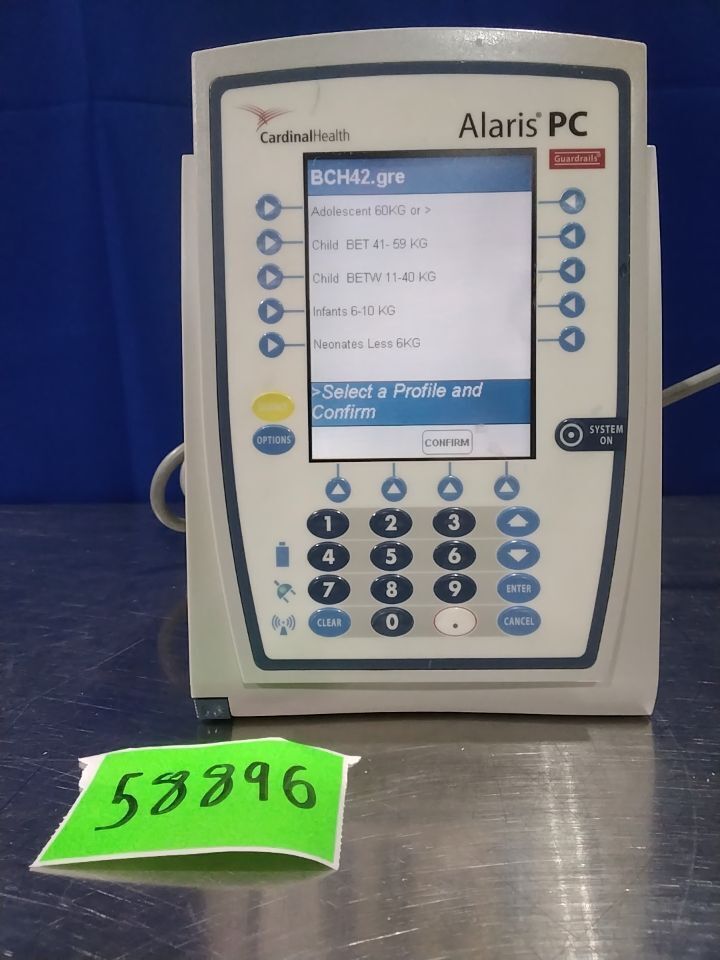 CardinalHealth
Alaris® PC
Guardrails®
BCH42.gre
Adolescent 60KG or >
Child BET 41- 59 KG
Child BETW 11-40 KG
Infants 6-10 KG
Neonates Less 6KG
>Select a Profile and
Confirm
CONFIRM
OPTIONS
SYSTEM
ON
1 2 3
4 5 6
7 8 9 ENTER
CLEAR 0 . CANCEL
58896